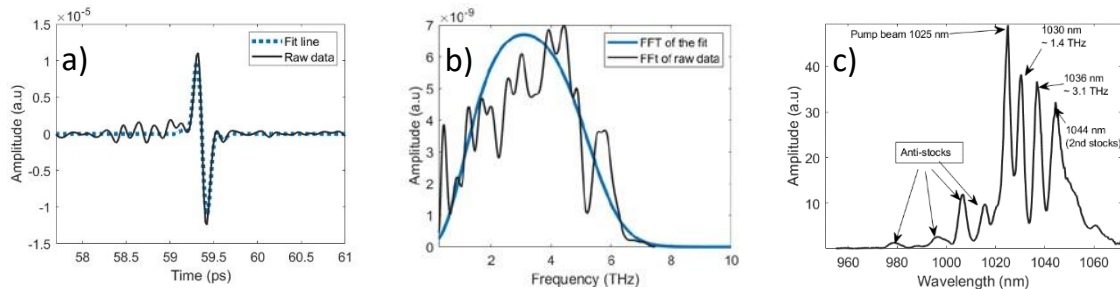 a)
×10⁻⁵
1.5
1
0.5
0
-0.5
-1
-1.5
Amplitude (a.u)
Fit line
Raw data
58
58.5
59
59.5
60
60.5
61
Time (ps)
b)
×10⁻⁹
7
6
5
4
3
2
1
0
Amplitude (a.u)
FFT of the fit
FFt of raw data
2
4
6
8
10
Frequency (THz)
c)
Pump beam 1025 nm
1030 nm
~ 1.4 THz
1036 nm
~ 3.1 THz
1044 nm
(2nd stocks)
Anti-stocks
40
30
20
10
Amplitude (a.u)
960
980
1000
1020
1040
1060
Wavelength (nm)